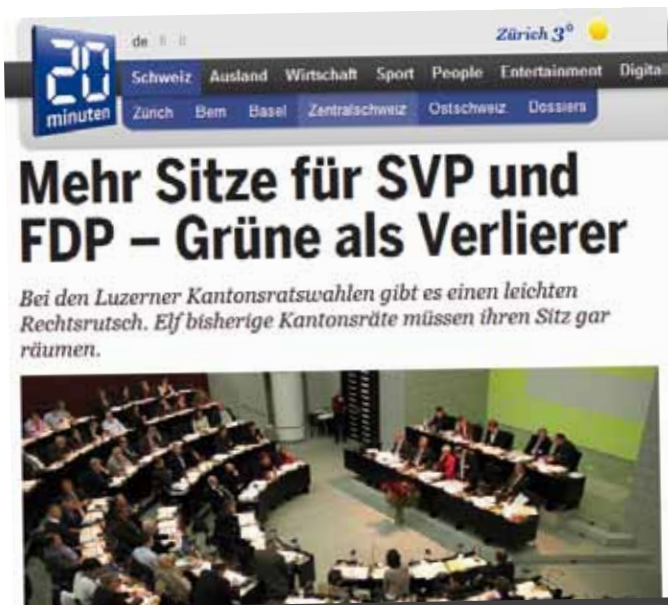 20
minuten
de
Zürich 3°
Schweiz Ausland Wirtschaft Sport People Entertainment Digital
Zürich Bern Basel Zentralschweiz Ostschweiz Dossiers
Mehr Sitze für SVP und
FDP – Grüne als Verlierer
Bei den Luzerner Kantonsratswahlen gibt es einen leichten
Rechtsrutsch. Elf bisherige Kantonsräte müssen ihren Sitz gar
räumen.